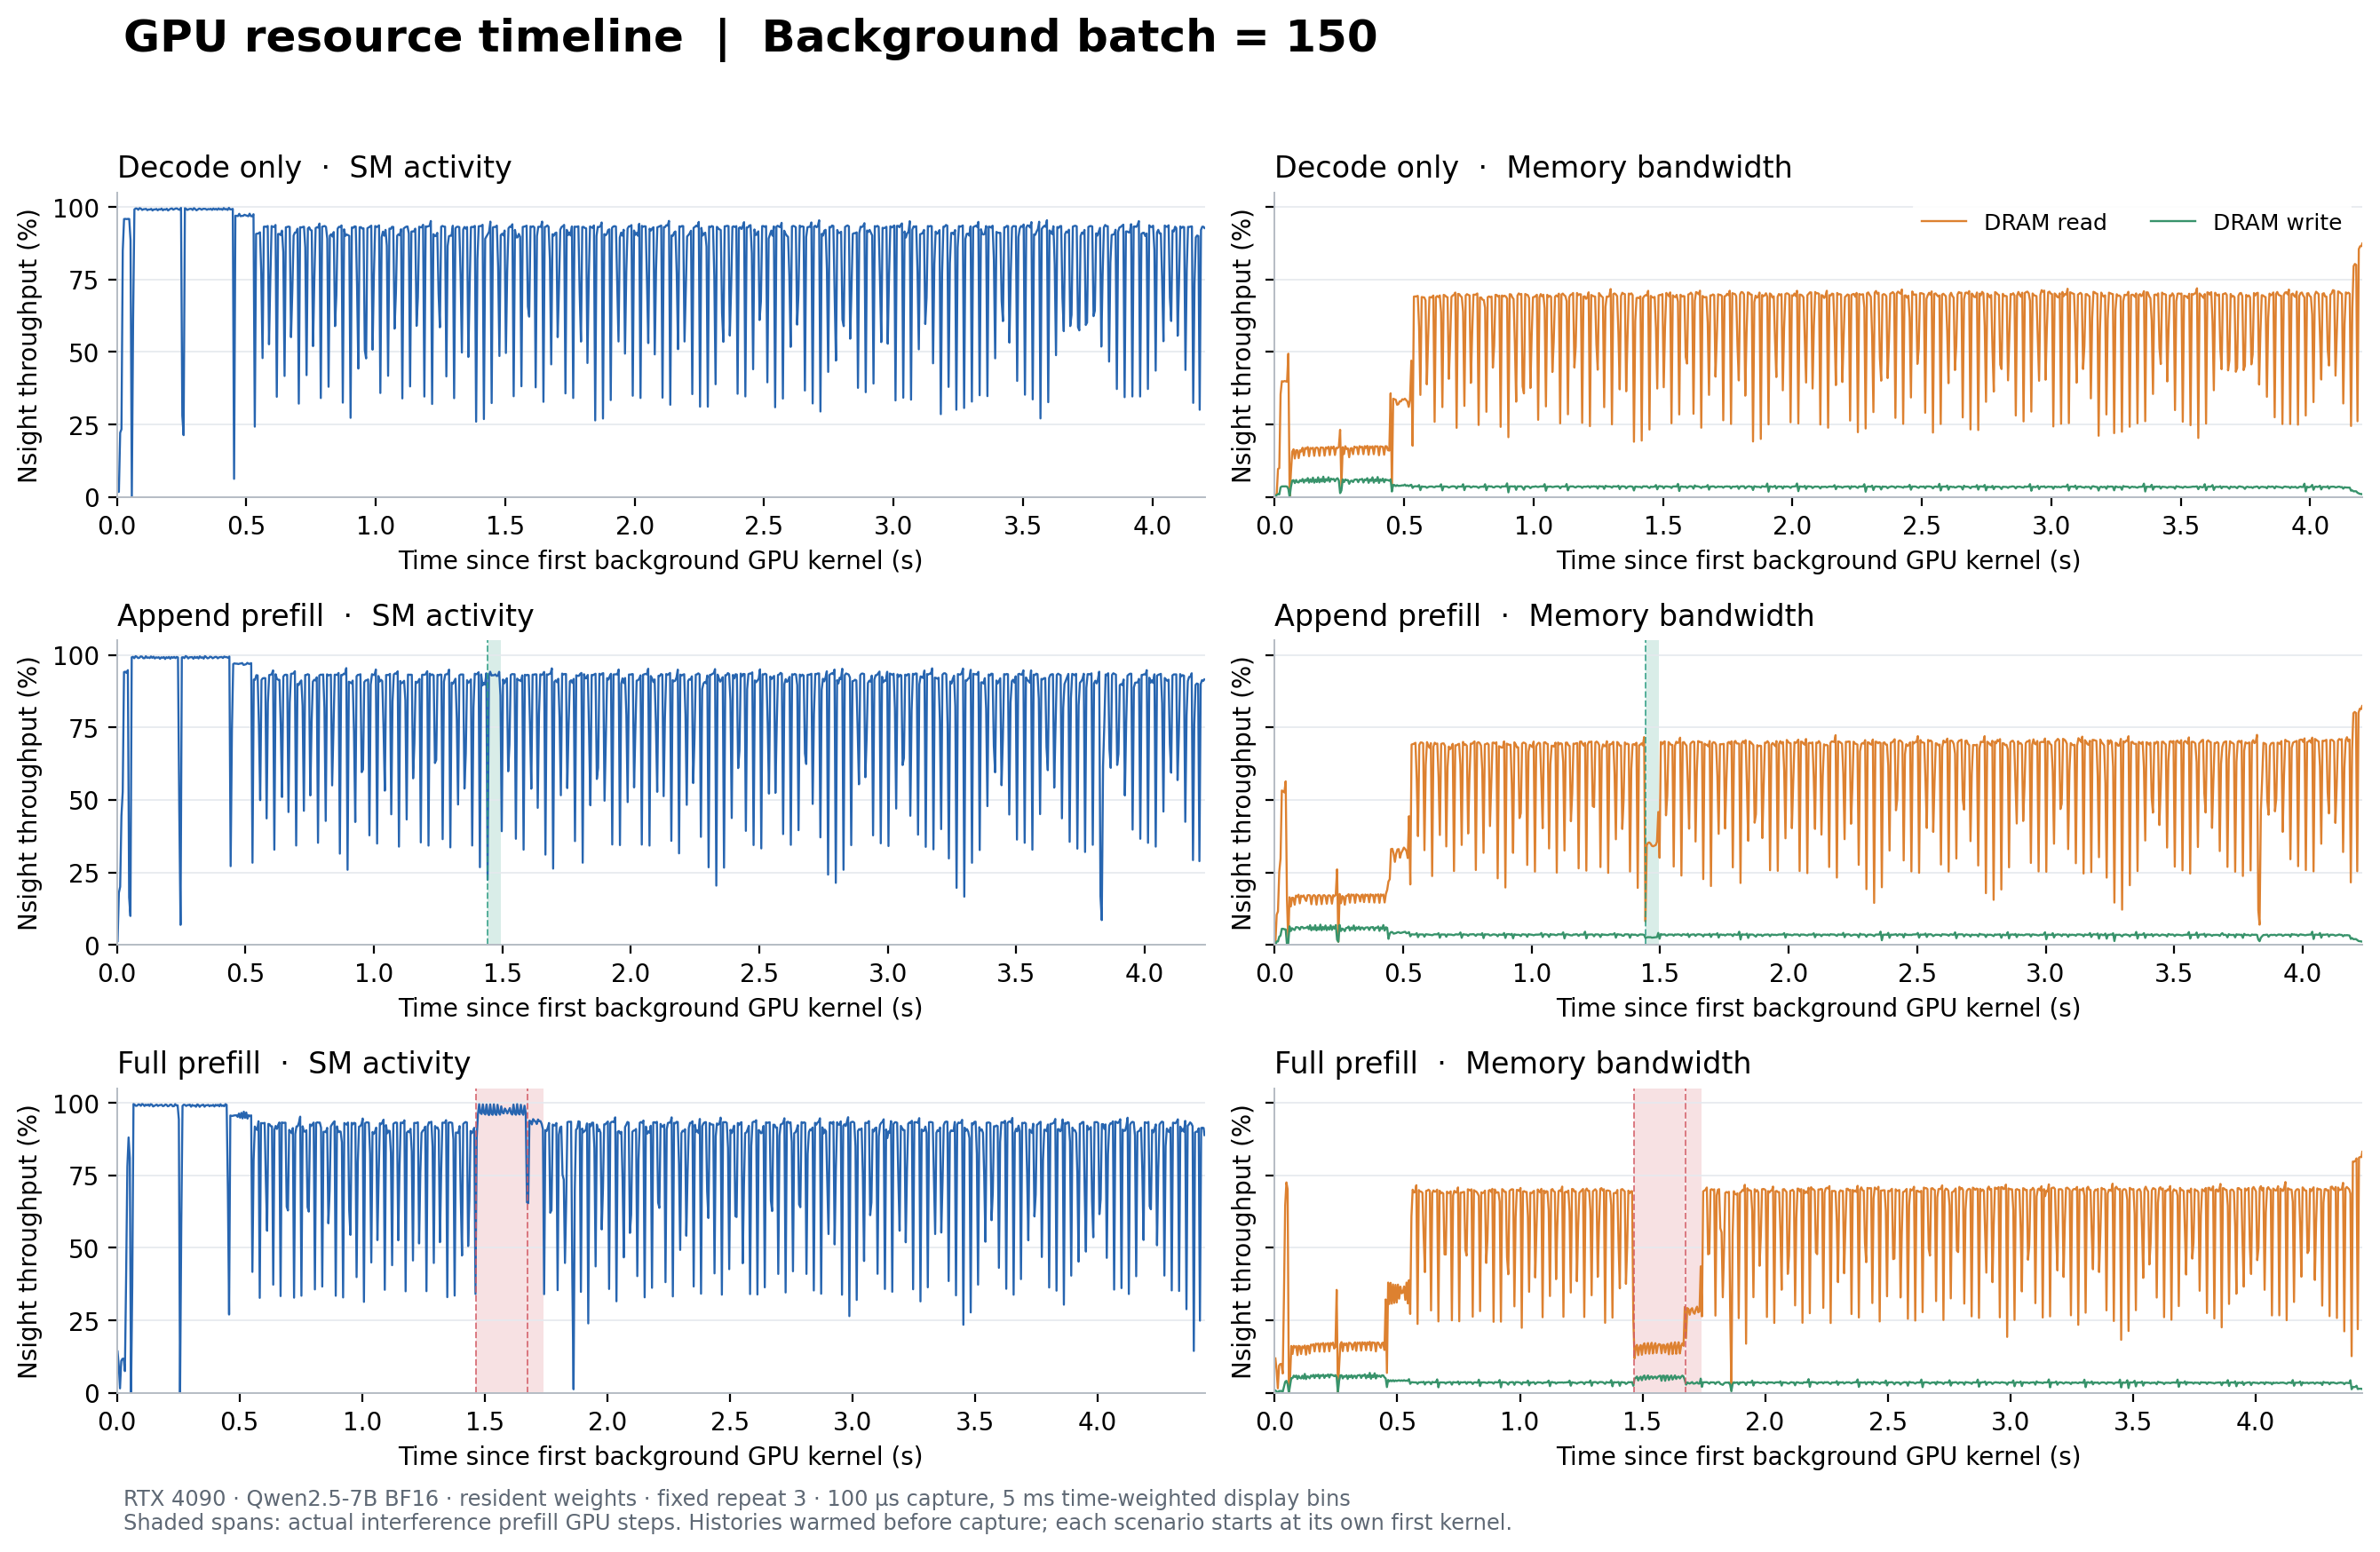 GPU resource timeline | Background batch = 150
Decode only · SM activity
Nsight throughput (%)
100
75
50
25
0
0.0 0.5 1.0 1.5 2.0 2.5 3.0 3.5 4.0
Time since first background GPU kernel (s)
Decode only · Memory bandwidth
Nsight throughput (%)
DRAM read DRAM write
0.0 0.5 1.0 1.5 2.0 2.5 3.0 3.5 4.0
Time since first background GPU kernel (s)
Append prefill · SM activity
Nsight throughput (%)
100
75
50
25
0
0.0 0.5 1.0 1.5 2.0 2.5 3.0 3.5 4.0
Time since first background GPU kernel (s)
Append prefill · Memory bandwidth
Nsight throughput (%)
0.0 0.5 1.0 1.5 2.0 2.5 3.0 3.5 4.0
Time since first background GPU kernel (s)
Full prefill · SM activity
Nsight throughput (%)
100
75
50
25
0
0.0 0.5 1.0 1.5 2.0 2.5 3.0 3.5 4.0
Time since first background GPU kernel (s)
Full prefill · Memory bandwidth
Nsight throughput (%)
0.0 0.5 1.0 1.5 2.0 2.5 3.0 3.5 4.0
Time since first background GPU kernel (s)
RTX 4090 · Qwen2.5-7B BF16 · resident weights · fixed repeat 3 · 100 µs capture, 5 ms time-weighted display bins
Shaded spans: actual interference prefill GPU steps. Histories warmed before capture; each scenario starts at its own first kernel.